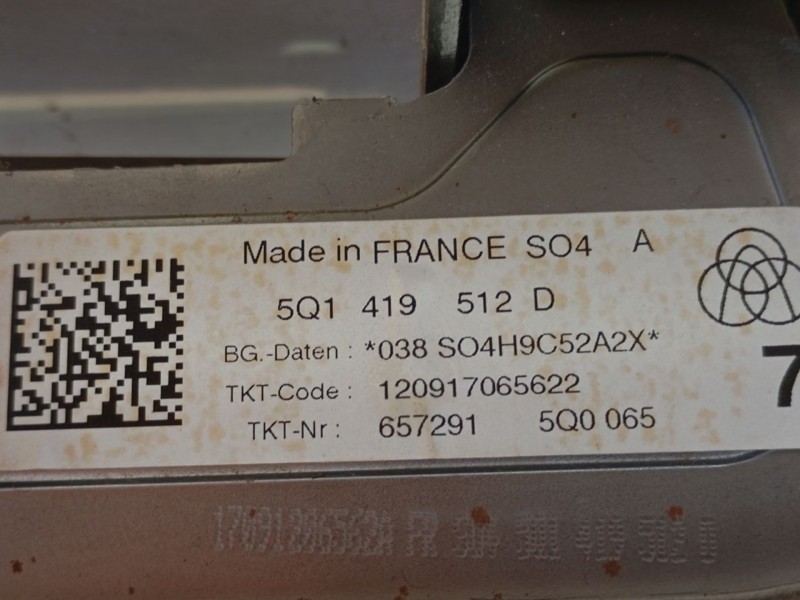 Made in FRANCE SO4 A
5Q1 419 512 D
BG.-Daten : *038 SO4H9C52A2X*
TKT-Code : 120917065622
TKT-Nr : 657291 5Q0 065
7